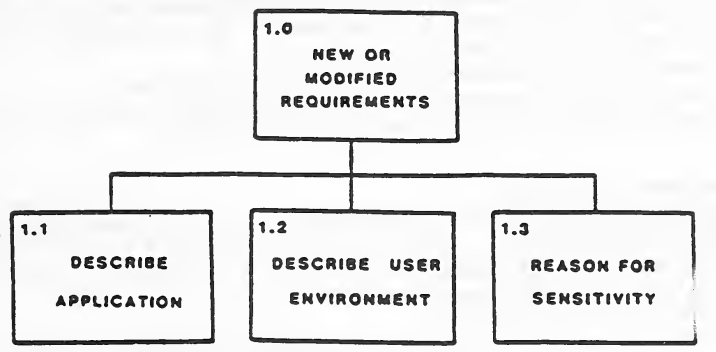 1.0
NEW OR
MODIFIED
REQUIREMENTS
1.1
DESCRIBE
APPLICATION
1.2
DESCRIBE USER
ENVIRONMENT
1.3
REASON FOR
SENSITIVITY